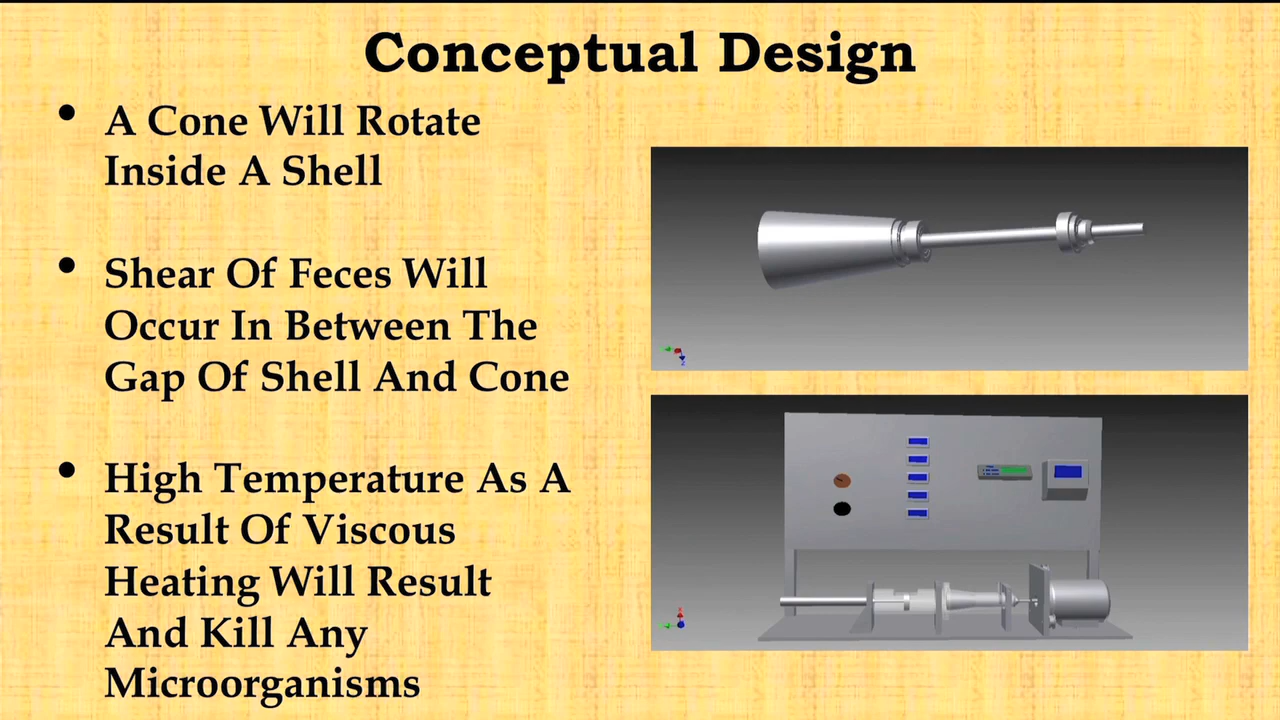 Conceptual Design
• A Cone Will Rotate
Inside A Shell
• Shear Of Feces Will
Occur In Between The
Gap Of Shell And Cone
• High Temperature As A
Result Of Viscous
Heating Will Result
And Kill Any
Microorganisms